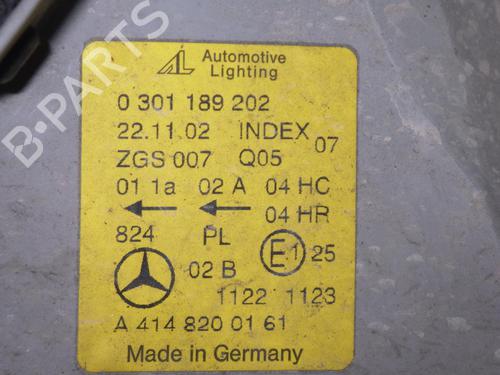 AL Automotive Lighting
0 301 189 202
22.11.02 INDEX 07
ZGS 007 Q05
01 1a 02 A 04 HC
04 HR
824 PL
02 B E1 25
1122 1123
A 414 820 01 61
Made in Germany
B-PARTS